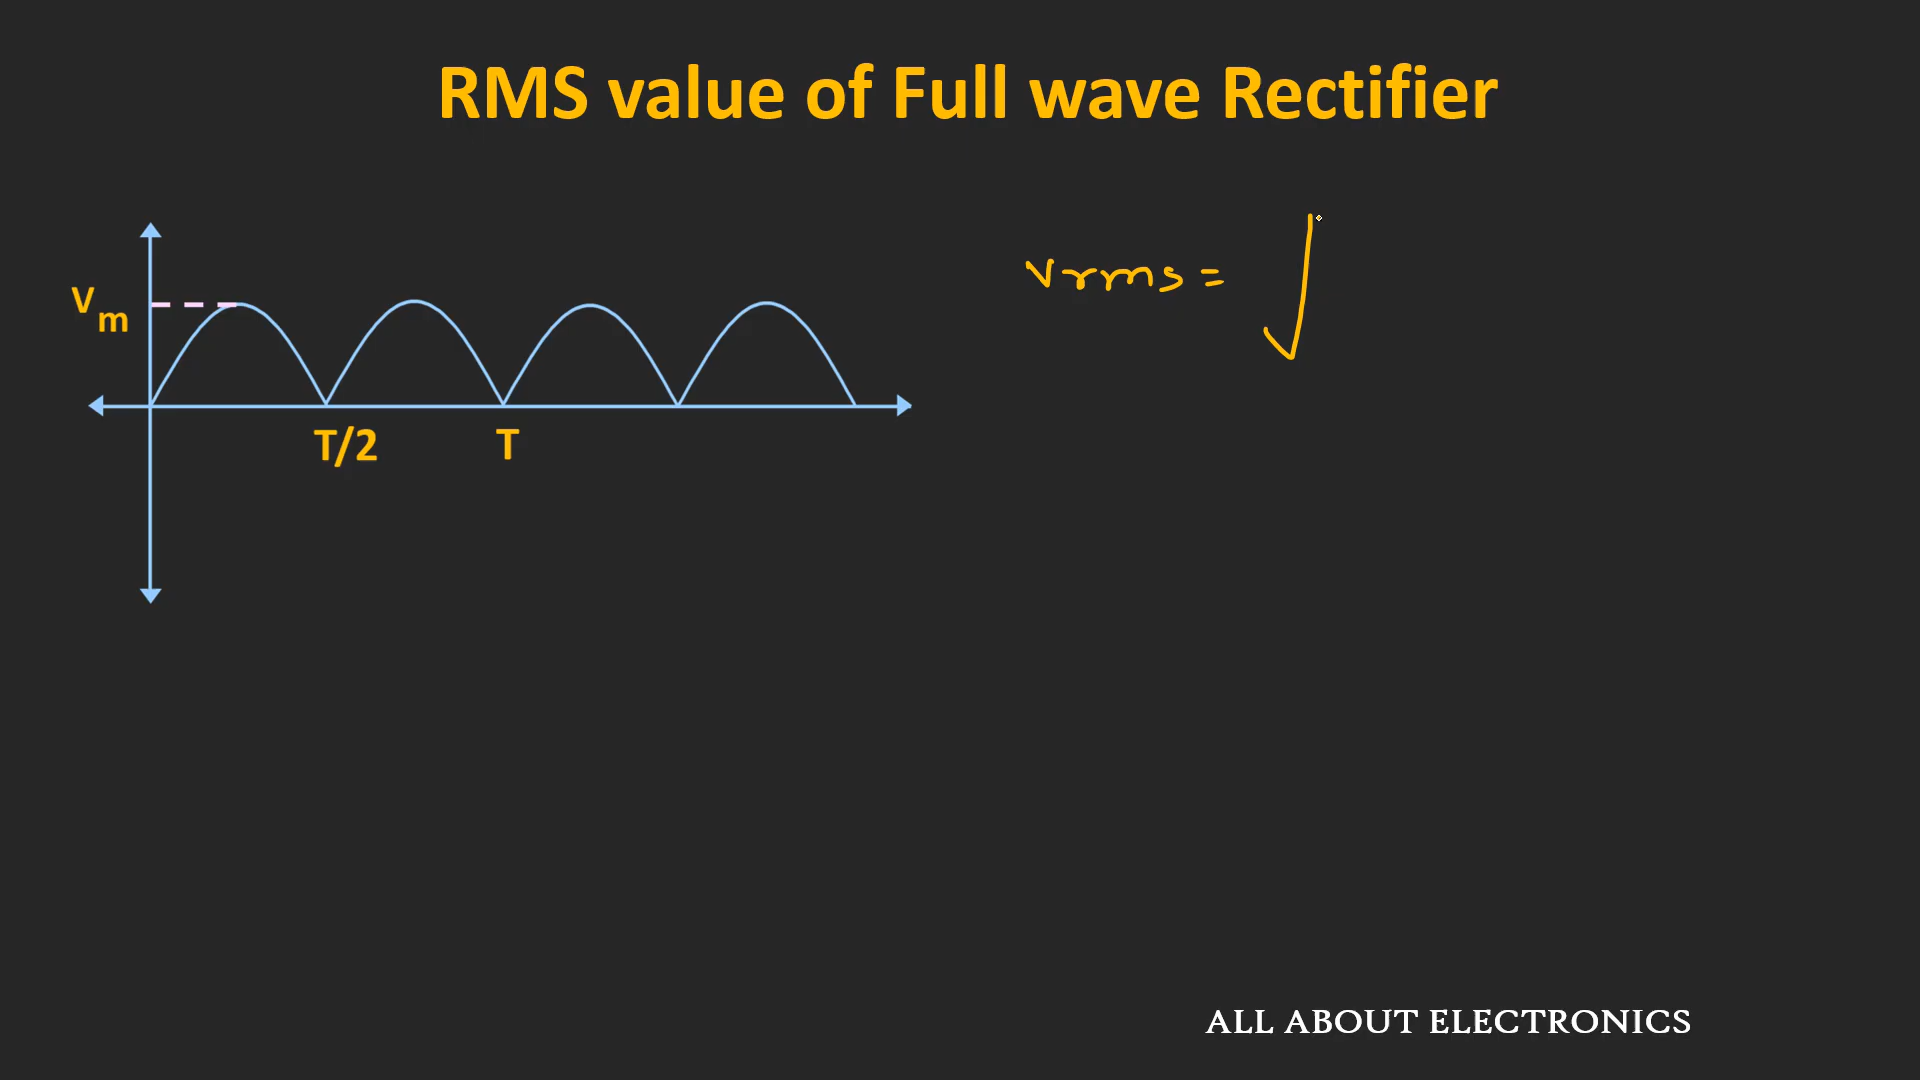 RMS value of Full wave Rectifier
Vrms = √
Vm
T/2 T
ALL ABOUT ELECTRONICS